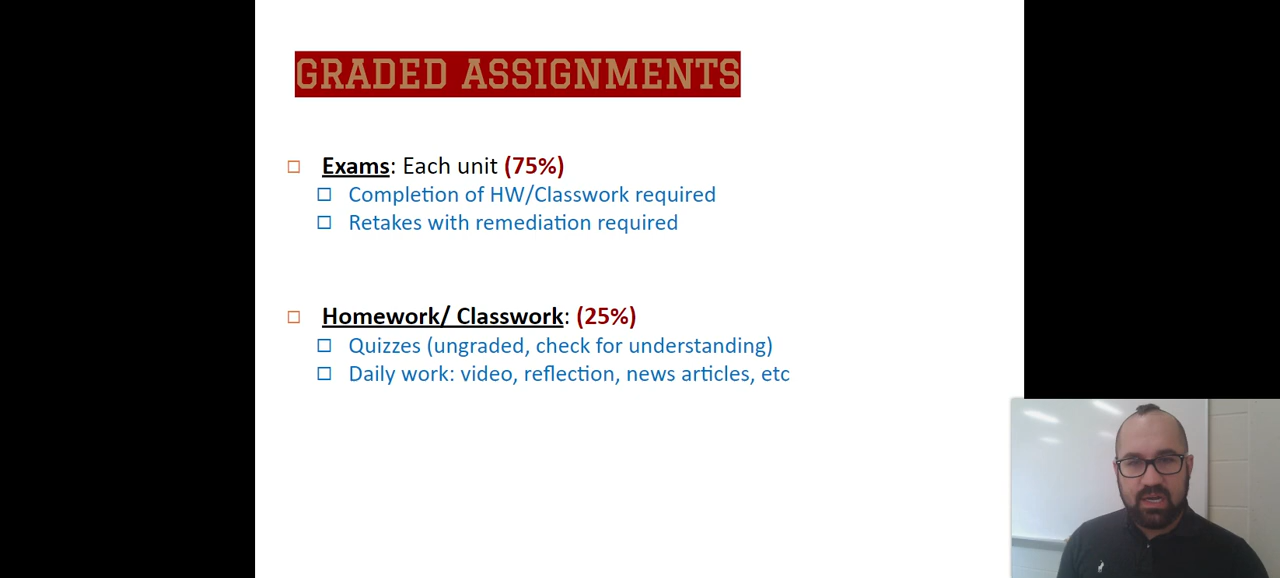 GRADED ASSIGNMENTS
Exams: Each unit (75%)
Completion of HW/Classwork required
Retakes with remediation required
Homework/ Classwork: (25%)
Quizzes (ungraded, check for understanding)
Daily work: video, reflection, news articles, etc